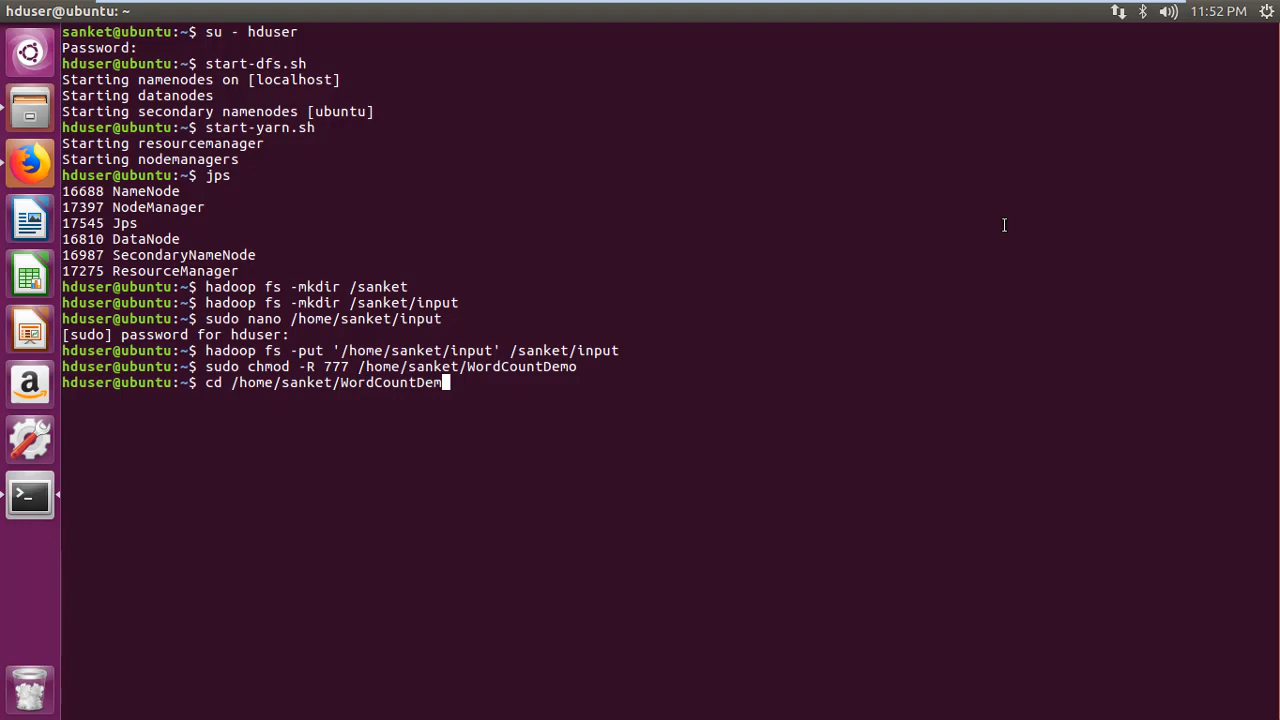 hduser@ubuntu: ~
11:52 PM
sanket@ubuntu:~$ su - hduser
Password:
hduser@ubuntu:~$ start-dfs.sh
Starting namenodes on [localhost]
Starting datanodes
Starting secondary namenodes [ubuntu]
hduser@ubuntu:~$ start-yarn.sh
Starting resourcemanager
Starting nodemanagers
hduser@ubuntu:~$ jps
16688 NameNode
17397 NodeManager
17545 Jps
16810 DataNode
16987 SecondaryNameNode
17275 ResourceManager
hduser@ubuntu:~$ hadoop fs -mkdir /sanket
hduser@ubuntu:~$ hadoop fs -mkdir /sanket/input
hduser@ubuntu:~$ sudo nano /home/sanket/input
[sudo] password for hduser:
hduser@ubuntu:~$ hadoop fs -put '/home/sanket/input' /sanket/input
hduser@ubuntu:~$ sudo chmod -R 777 /home/sanket/WordCountDemo
hduser@ubuntu:~$ cd /home/sanket/WordCountDem